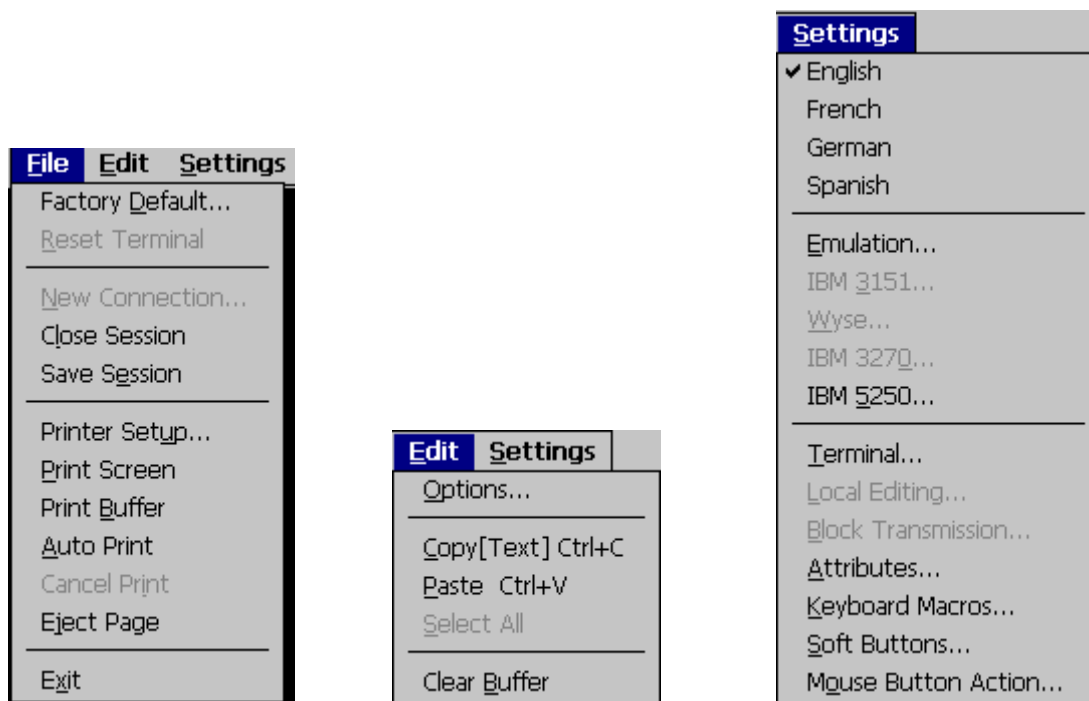 File Edit Settings
Factory Default...
Reset Terminal
New Connection...
Close Session
Save Session
Printer Setup...
Print Screen
Print Buffer
Auto Print
Cancel Print
Eject Page
Exit
Edit Settings
Options...
Copy[Text] Ctrl+C
Paste Ctrl+V
Select All
Clear Buffer
Settings
English
French
German
Spanish
Emulation...
IBM 3151...
Wyse...
IBM 3270...
IBM 5250...
Terminal...
Local Editing...
Block Transmission...
Attributes...
Keyboard Macros...
Soft Buttons...
Mouse Button Action...